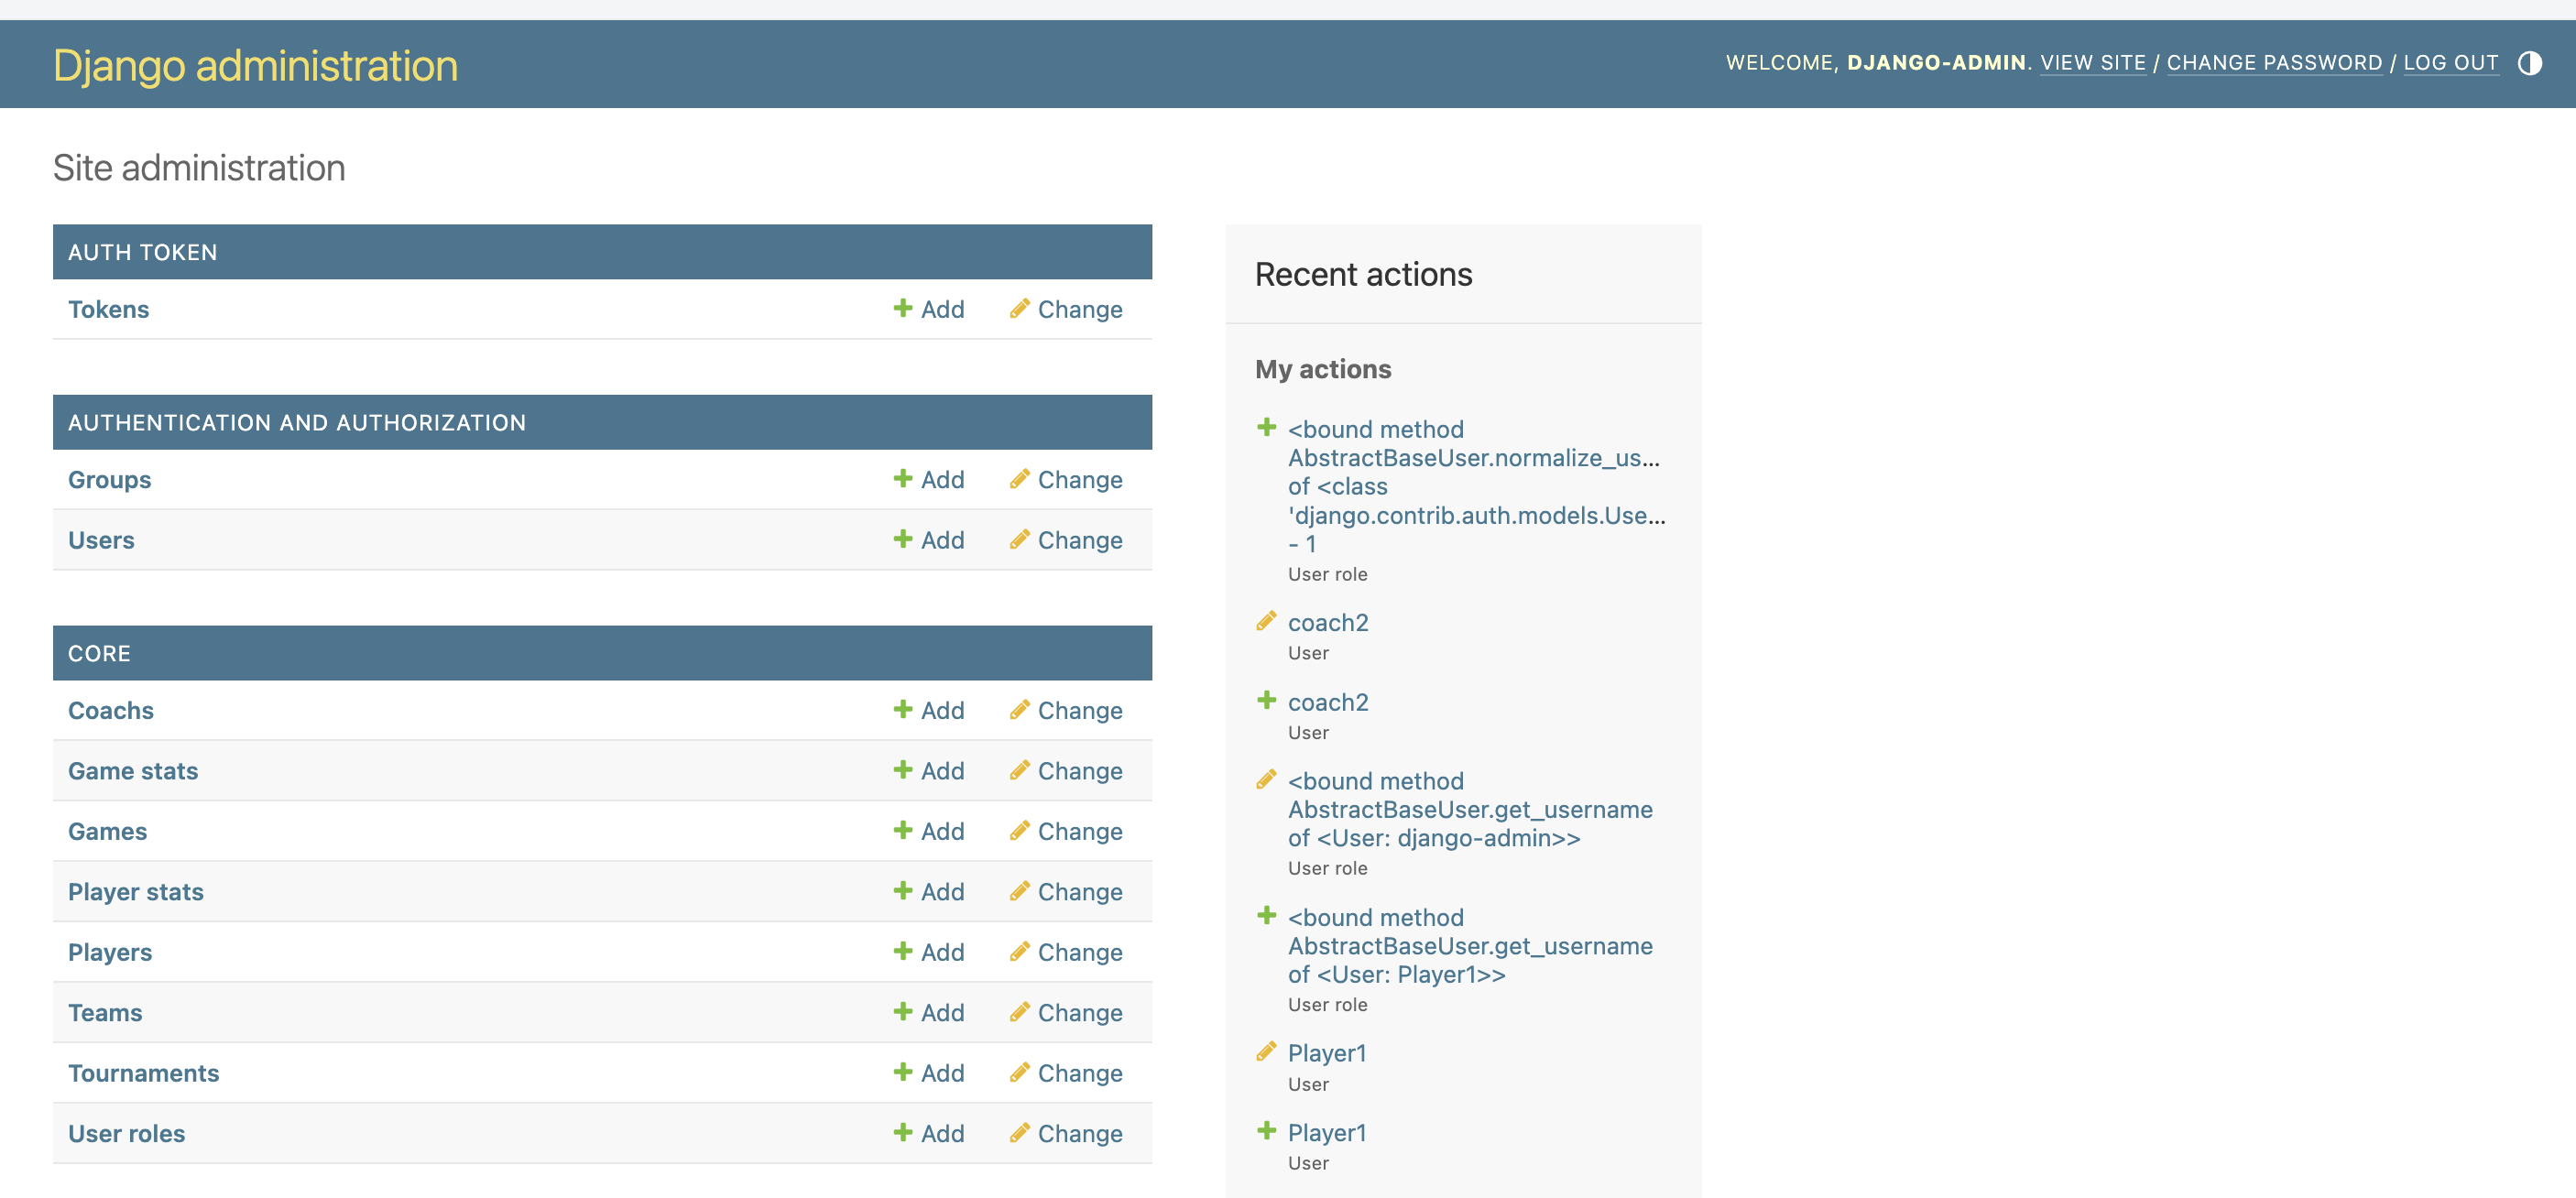 Django administration
WELCOME, DJANGO-ADMIN. VIEW SITE / CHANGE PASSWORD / LOG OUT
Site administration
AUTH TOKEN
Tokens Add Change
AUTHENTICATION AND AUTHORIZATION
Groups Add Change
Users Add Change
CORE
Coachs Add Change
Game stats Add Change
Games Add Change
Player stats Add Change
Players Add Change
Teams Add Change
Tournaments Add Change
User roles Add Change
Recent actions
My actions
<bound method
AbstractBaseUser.normalize_us...
of <class
'django.contrib.auth.models.Use...
- 1
User role
coach2
User
coach2
User
<bound method
AbstractBaseUser.get_username
of <User: django-admin>>
User role
<bound method
AbstractBaseUser.get_username
of <User: Player1>>
User role
Player1
User
Player1
User